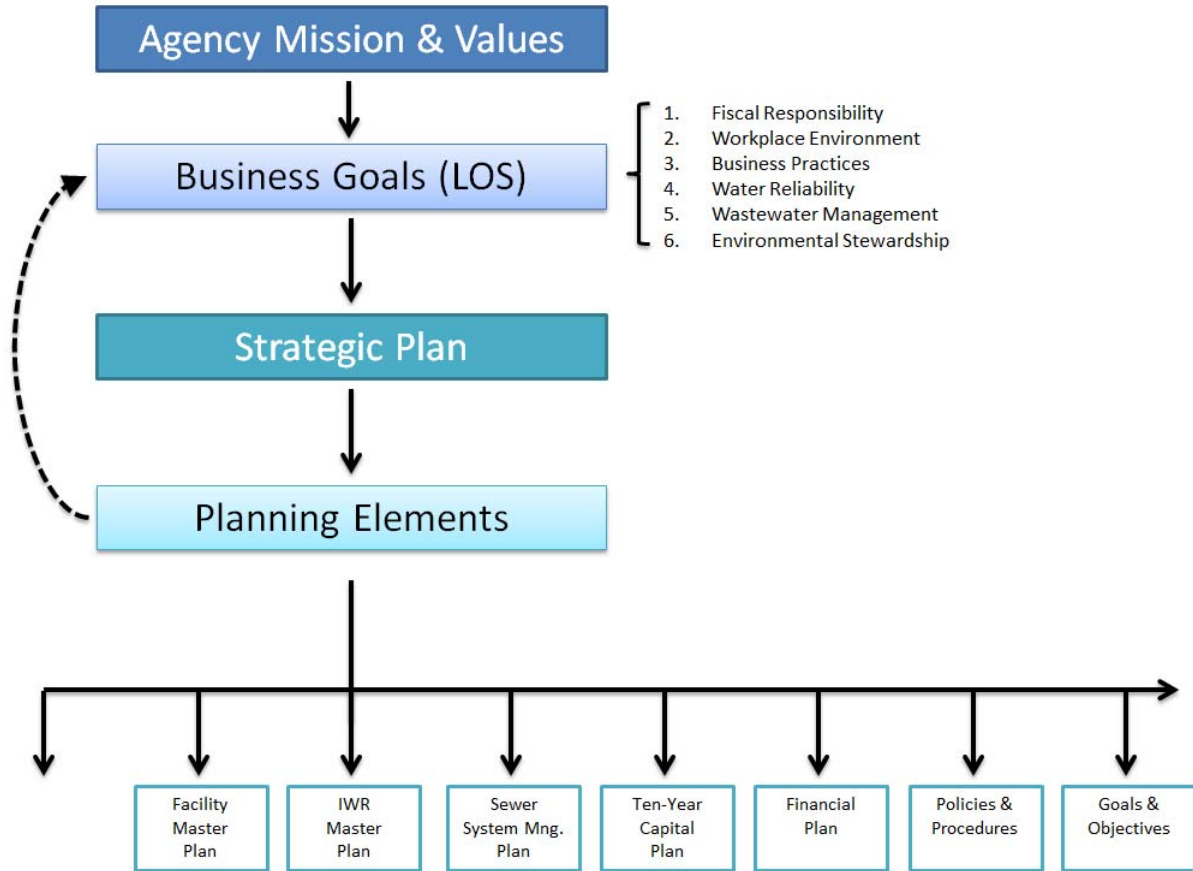 Agency Mission & Values
Business Goals (LOS)
1. Fiscal Responsibility
2. Workplace Environment
3. Business Practices
4. Water Reliability
5. Wastewater Management
6. Environmental Stewardship
Strategic Plan
Planning Elements
Facility
Master
Plan
IWR
Master
Plan
Sewer
System Mng.
Plan
Ten-Year
Capital
Plan
Financial
Plan
Policies &
Procedures
Goals &
Objectives